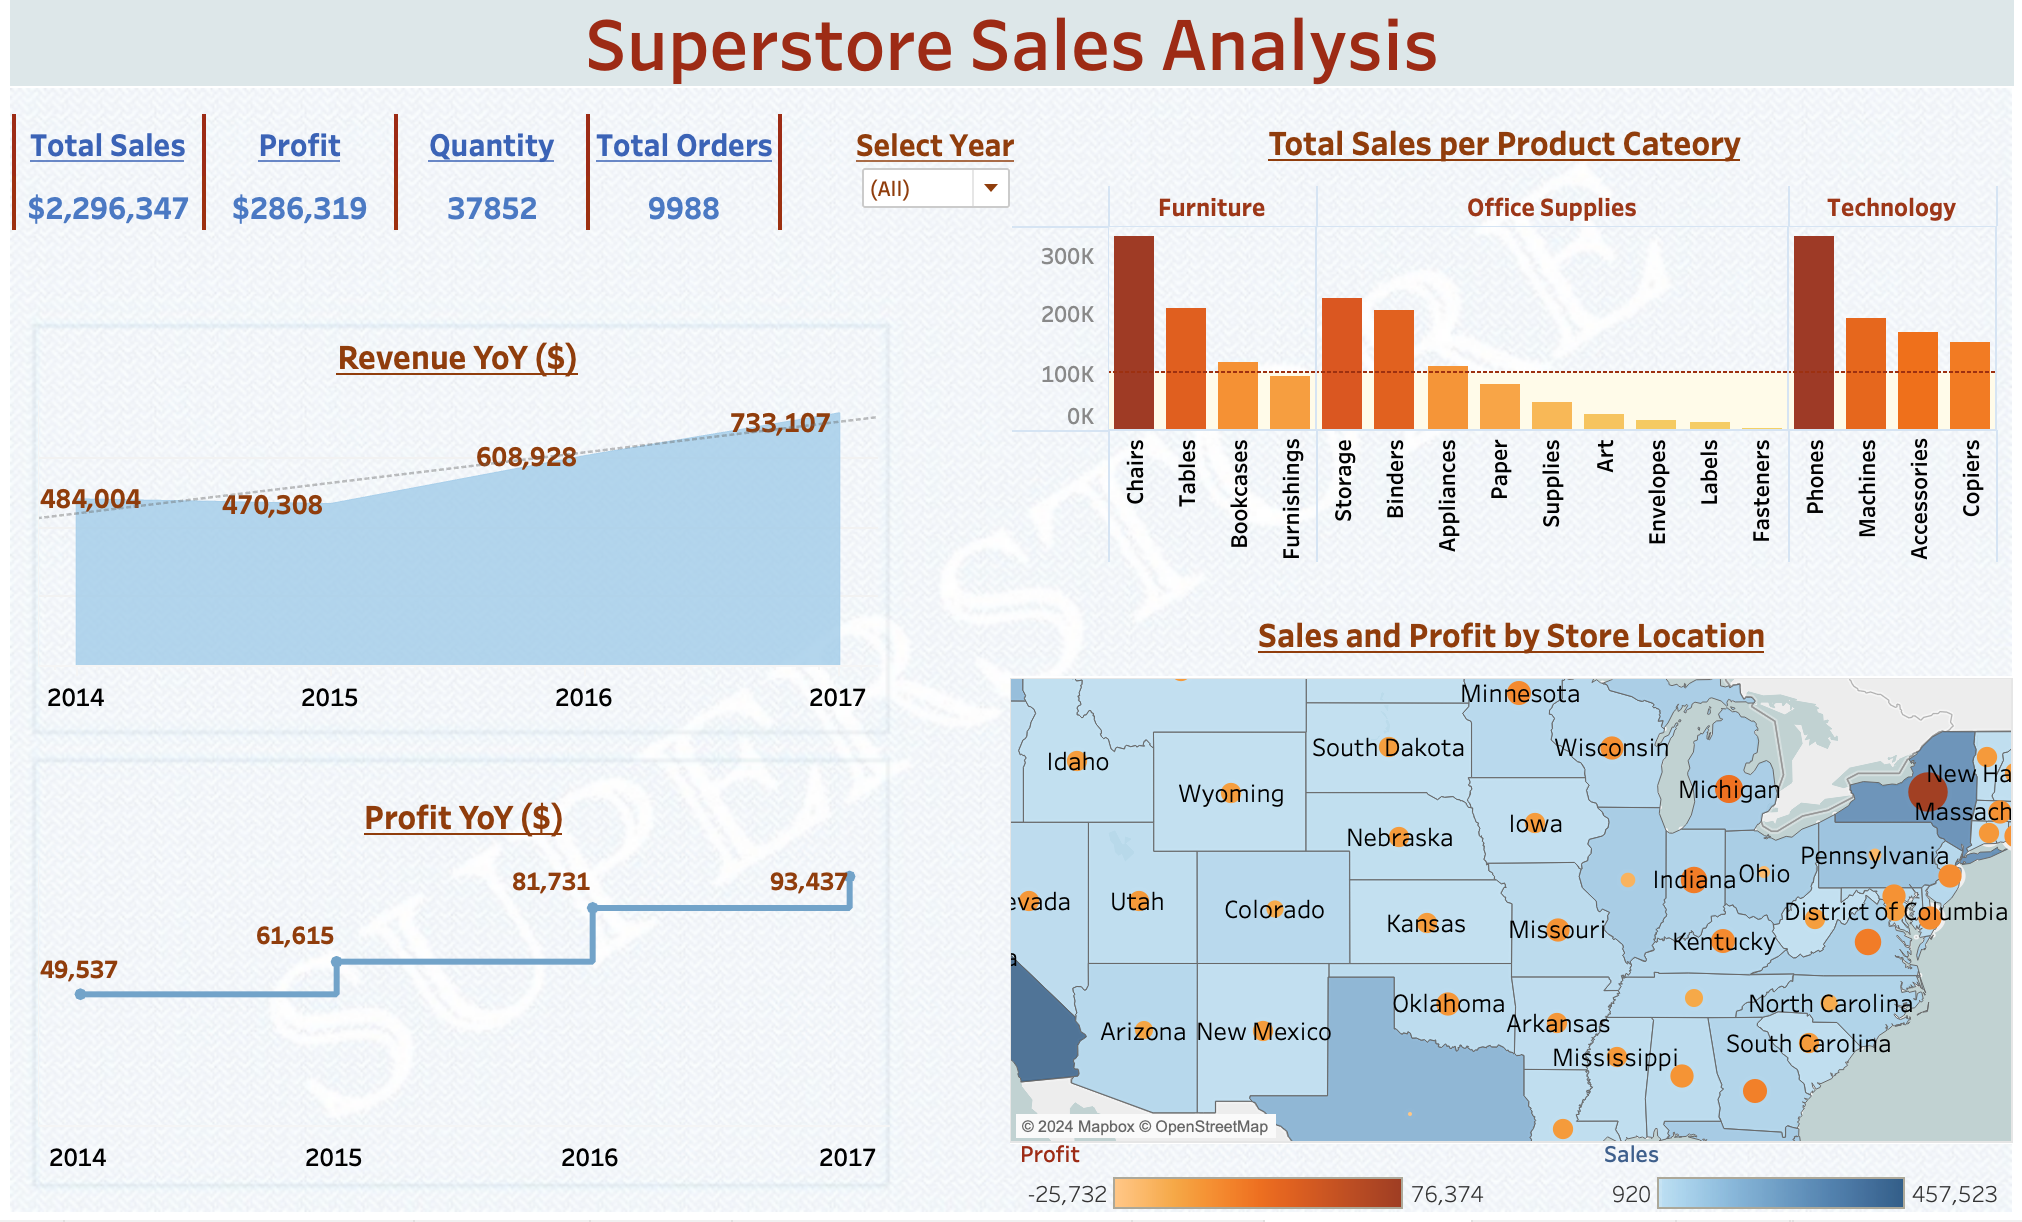 Superstore Sales Analysis
Total Sales
$2,296,347
Profit
$286,319
Quantity
37852
Total Orders
9988
Select Year
(All)
Revenue YoY ($)
484,004
470,308
608,928
733,107
2014 2015 2016 2017
Profit YoY ($)
49,537
61,615
81,731
93,437
2014 2015 2016 2017
Total Sales per Product Cateory
Furniture Office Supplies Technology
300K
200K
100K
0K
Chairs
Tables
Bookcases
Furnishings
Storage
Binders
Appliances
Paper
Supplies
Art
Envelopes
Labels
Fasteners
Phones
Machines
Accessories
Copiers
SUPERSTORE
Sales and Profit by Store Location
Minnesota
South Dakota
Wisconsin
Idaho
New Ha
Wyoming
Michigan
Massach
Iowa
Nebraska
Pennsylvania
Indiana
Ohio
evada
Utah
Colorado
District of Columbia
Kansas
Missouri
Kentucky
a
Oklahoma
North Carolina
Arizona
New Mexico
Arkansas
South Carolina
Mississippi
© 2024 Mapbox © OpenStreetMap
Profit
-25,732 76,374
Sales
920 457,523